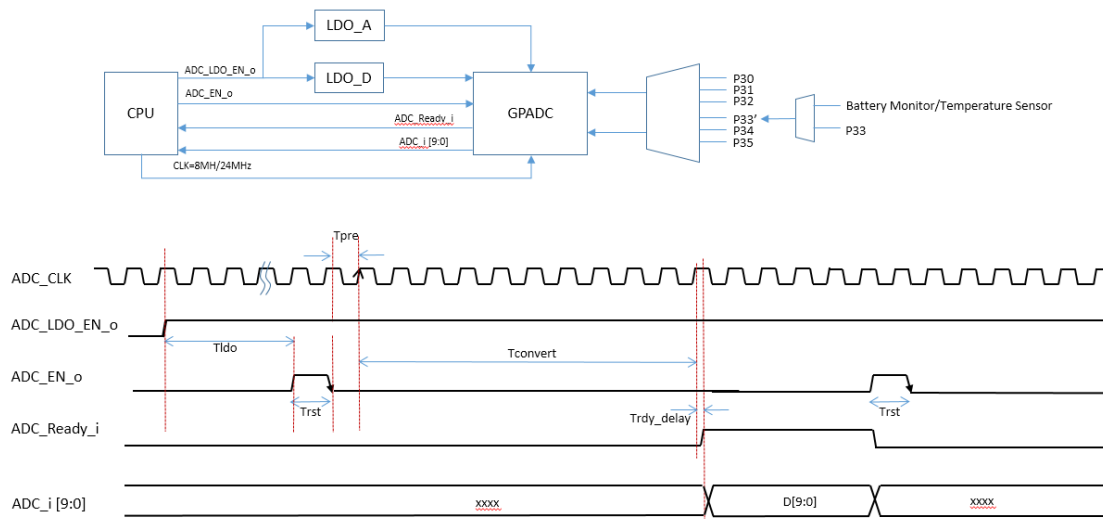 LDO_A
ADC_LDO_EN_o
LDO_D
P30
P31
P32
ADC_EN_o
CPU
GPADC
Battery Monitor/Temperature Sensor
ADC_Ready_i
P33'
P33
P34
ADC_i [9:0]
P35
CLK=8MH/24MHz
Tpre
ADC_CLK
ADC_LDO_EN_o
Tldo
Tconvert
ADC_EN_o
Trst
Trst
Trdy_delay
ADC_Ready_i
ADC_i [9:0]
xxxx
D[9:0]
xxxx